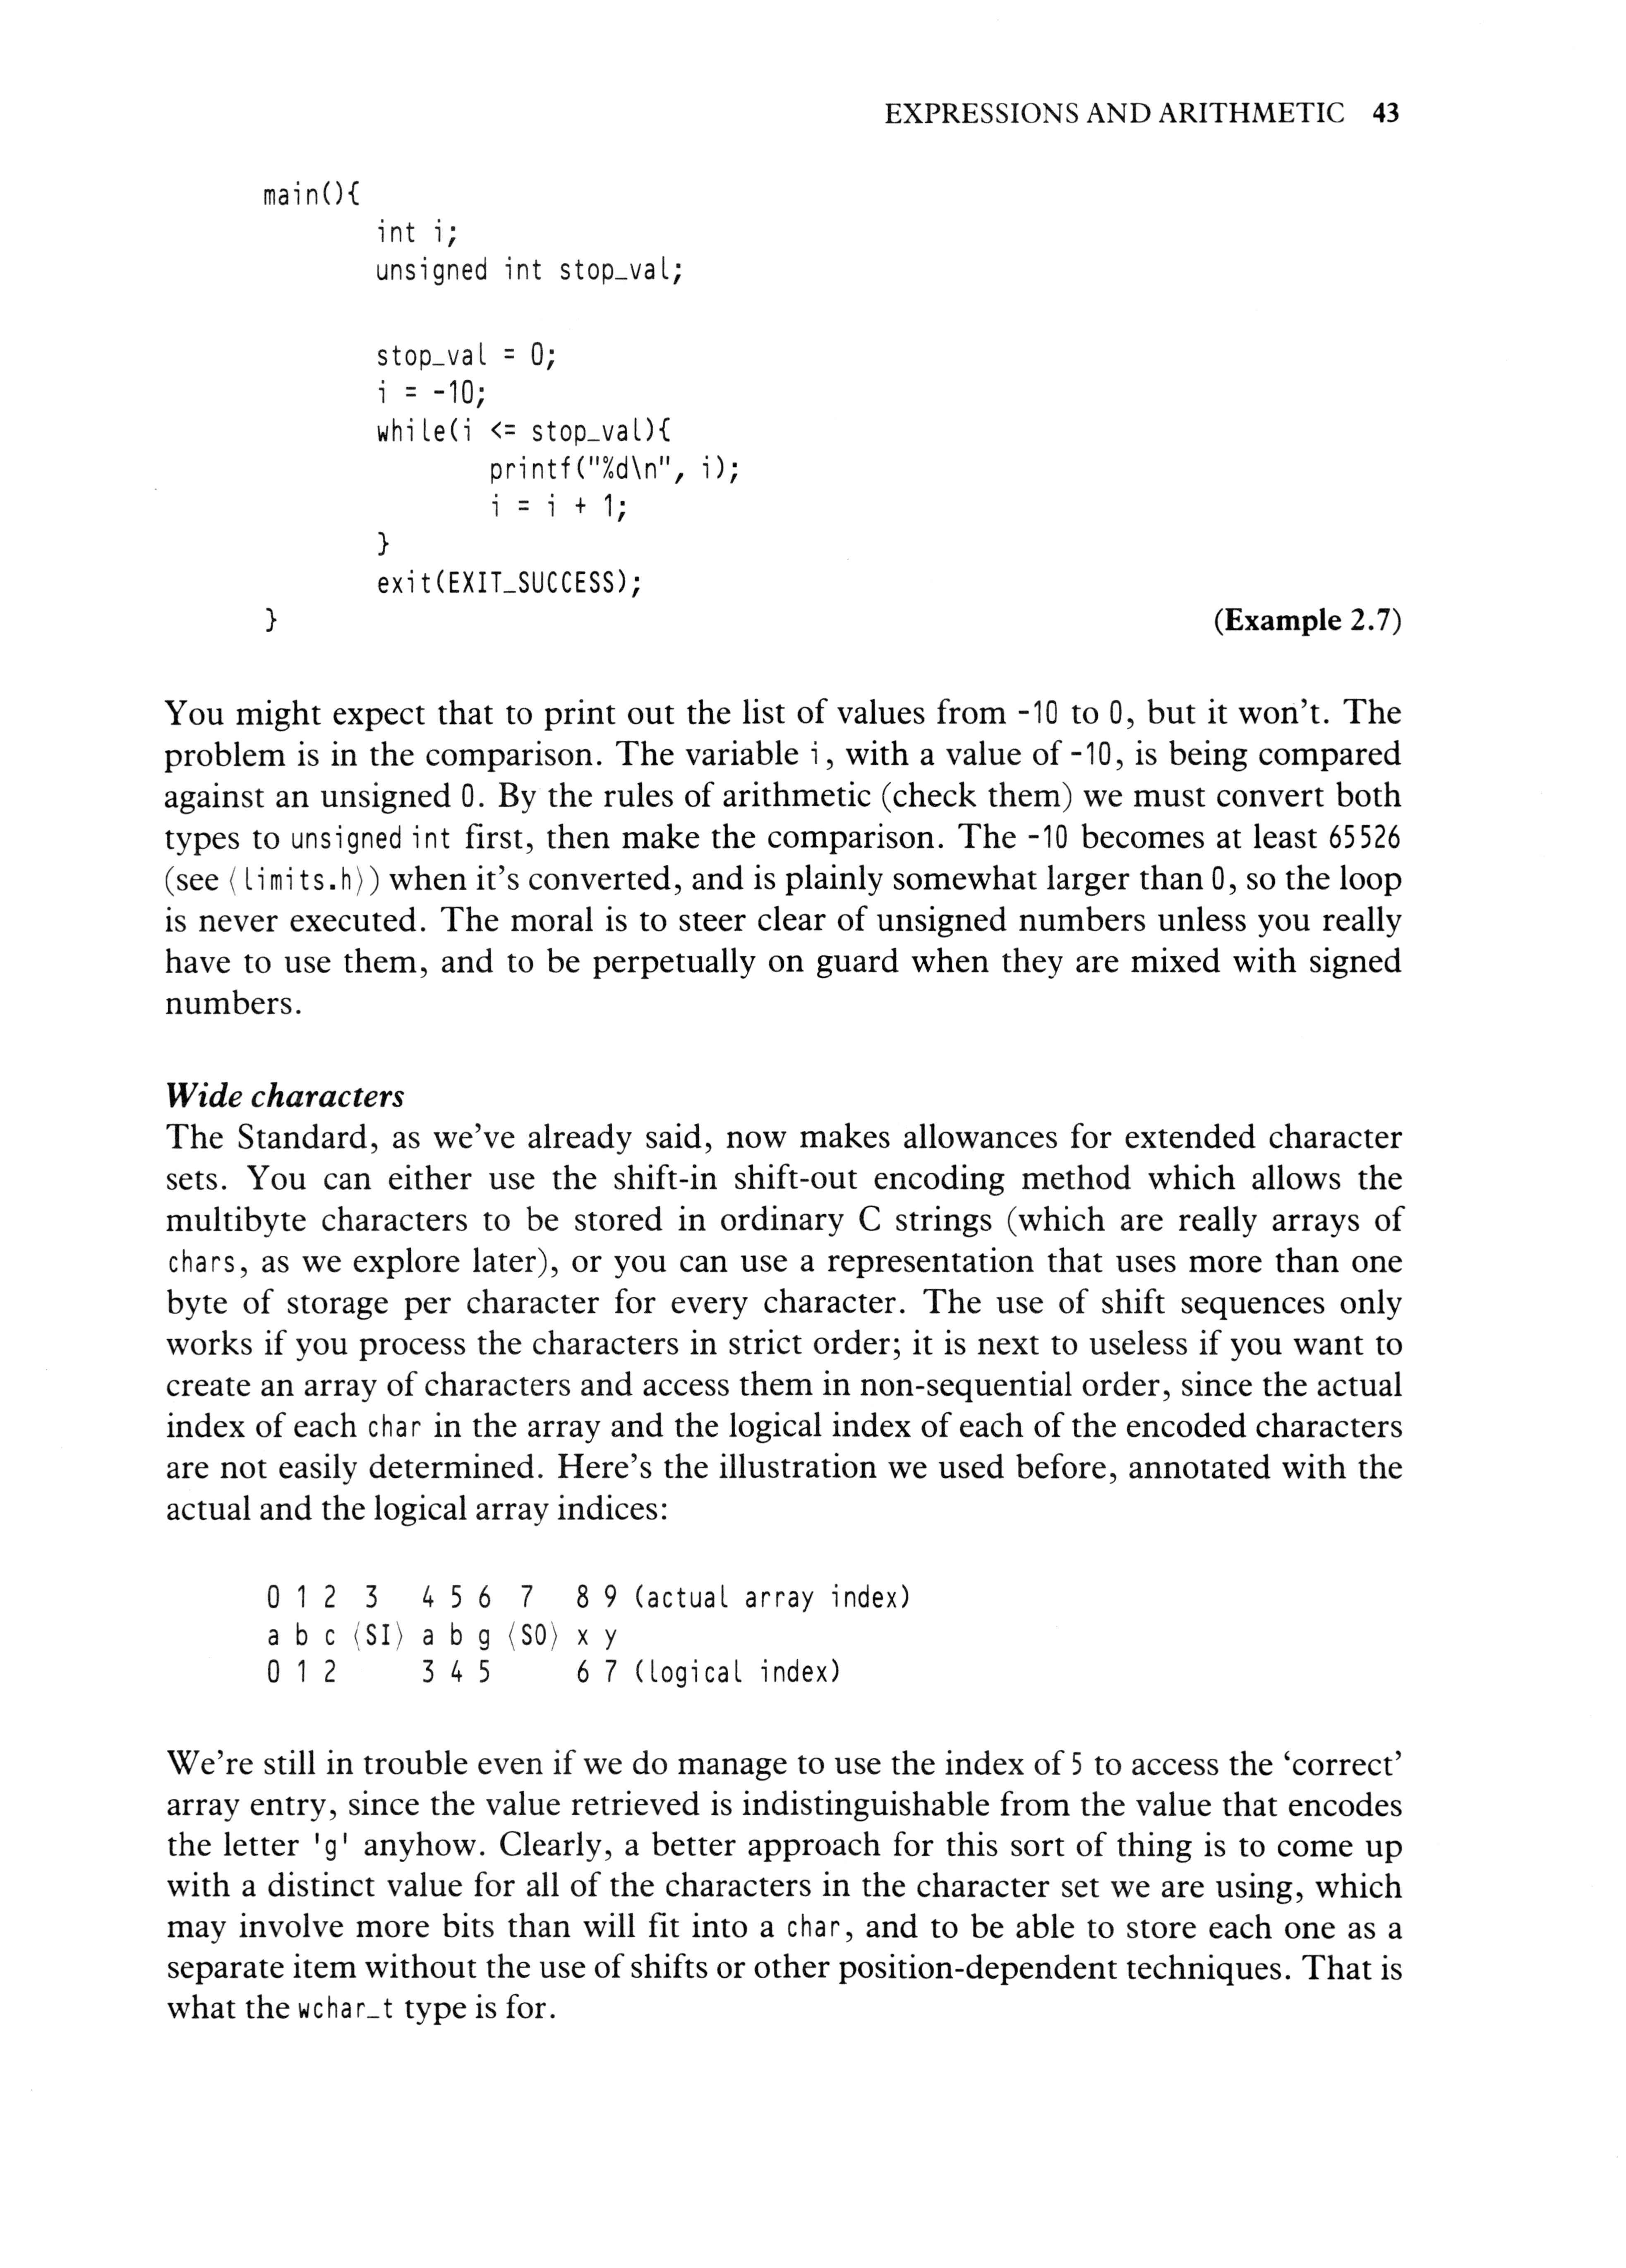 EXPRESSIONS AND ARITHMETIC 43
main(){
int i;
unsigned int stop_val;
stop_val = 0;
i = -10;
while(i <= stop_val){
printf("%d\n", i);
i = i + 1;
}
exit(EXIT_SUCCESS);
}
(Example 2.7)
You might expect that to print out the list of values from -10 to 0, but it won't. The
problem is in the comparison. The variable i, with a value of -10, is being compared
against an unsigned 0. By the rules of arithmetic (check them) we must convert both
types to unsigned int first, then make the comparison. The -10 becomes at least 65526
(see ⟨limits.h⟩) when it's converted, and is plainly somewhat larger than 0, so the loop
is never executed. The moral is to steer clear of unsigned numbers unless you really
have to use them, and to be perpetually on guard when they are mixed with signed
numbers.
Wide characters
The Standard, as we've already said, now makes allowances for extended character
sets. You can either use the shift-in shift-out encoding method which allows the
multibyte characters to be stored in ordinary C strings (which are really arrays of
chars, as we explore later), or you can use a representation that uses more than one
byte of storage per character for every character. The use of shift sequences only
works if you process the characters in strict order; it is next to useless if you want to
create an array of characters and access them in non-sequential order, since the actual
index of each char in the array and the logical index of each of the encoded characters
are not easily determined. Here's the illustration we used before, annotated with the
actual and the logical array indices:
0 1 2 3 4 5 6 7 8 9 (actual array index)
a b c ⟨SI⟩ a b g ⟨SO⟩ x y
0 1 2 3 4 5 6 7 (logical index)
We're still in trouble even if we do manage to use the index of 5 to access the 'correct'
array entry, since the value retrieved is indistinguishable from the value that encodes
the letter 'g' anyhow. Clearly, a better approach for this sort of thing is to come up
with a distinct value for all of the characters in the character set we are using, which
may involve more bits than will fit into a char, and to be able to store each one as a
separate item without the use of shifts or other position-dependent techniques. That is
what the wchar_t type is for.